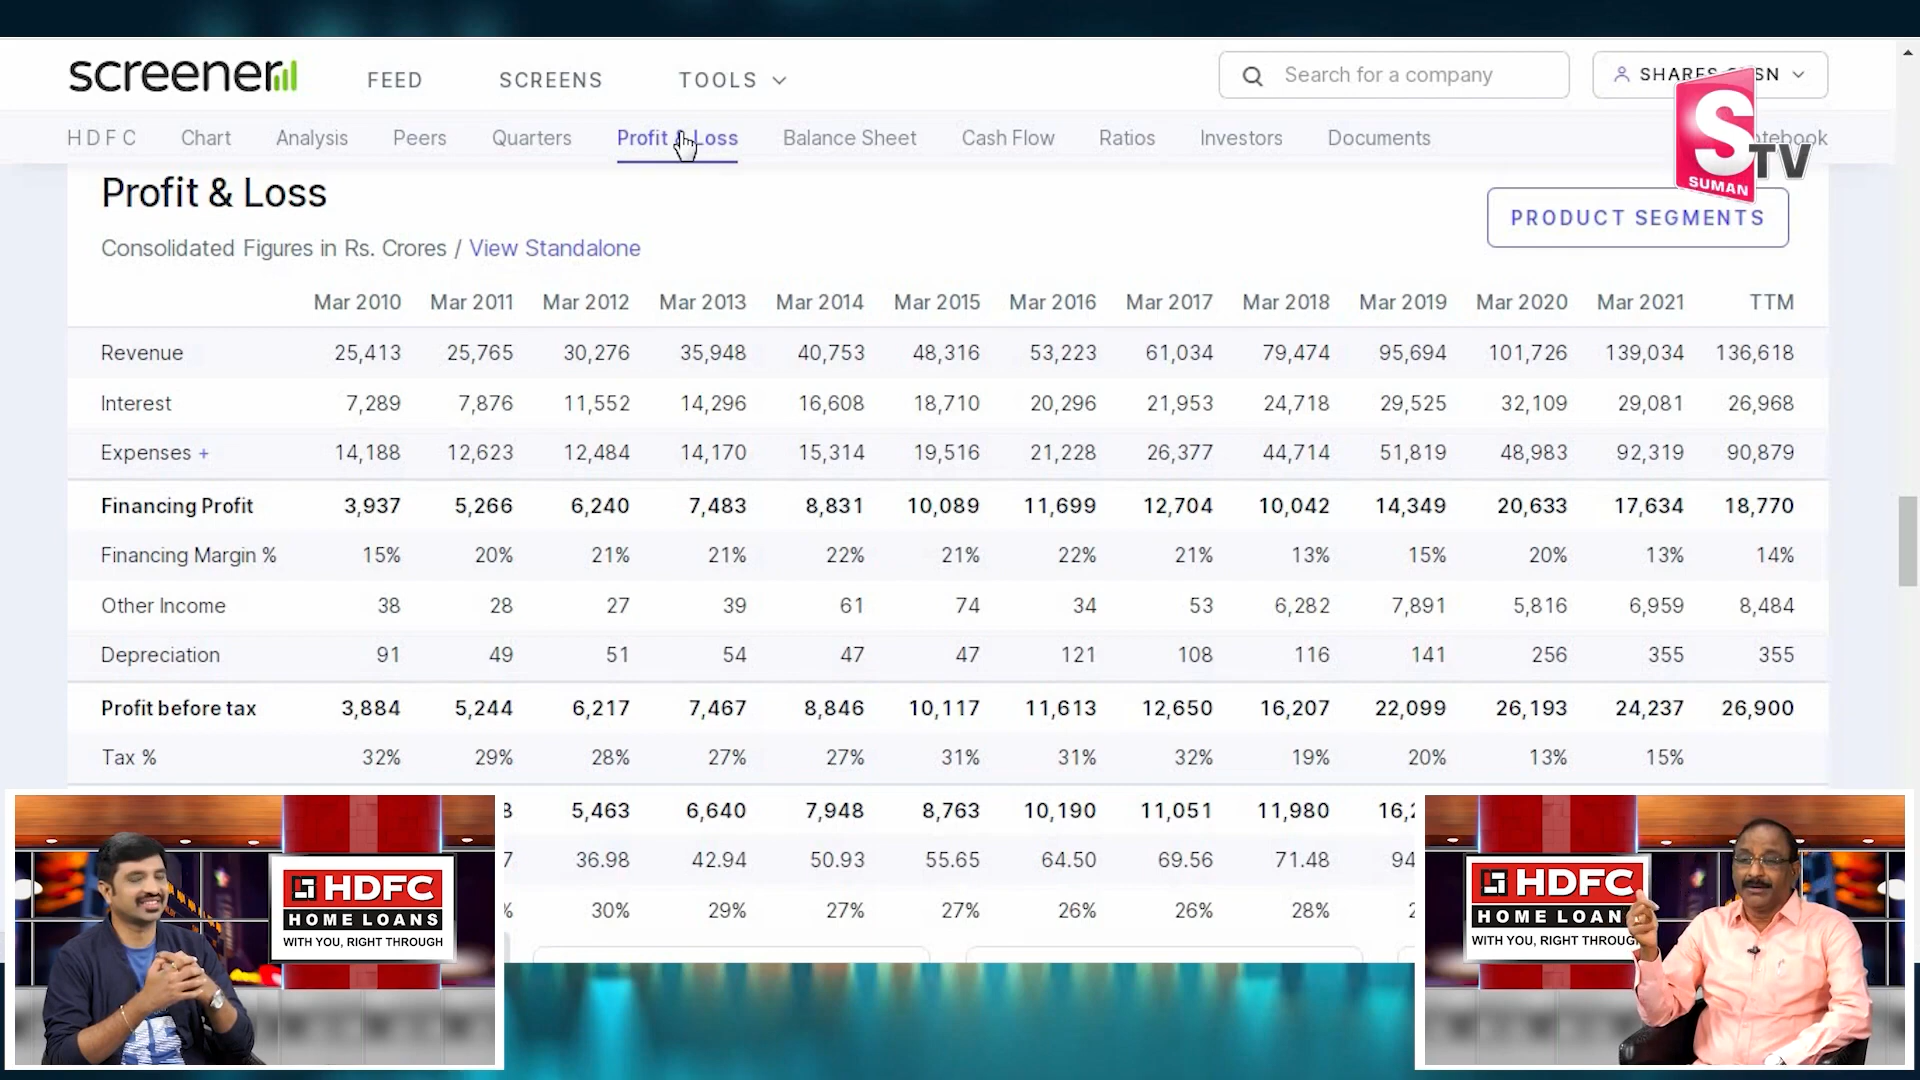 screener FEED SCREENS TOOLS Search for a company
HDFC Chart Analysis Peers Quarters Profit & Loss Balance Sheet Cash Flow Ratios Investors Documents
S TV
SUMAN
Profit & Loss
PRODUCT SEGMENTS
Consolidated Figures in Rs. Crores / View Standalone
Mar 2010 Mar 2011 Mar 2012 Mar 2013 Mar 2014 Mar 2015 Mar 2016 Mar 2017 Mar 2018 Mar 2019 Mar 2020 Mar 2021 TTM
Revenue 25,413 25,765 30,276 35,948 40,753 48,316 53,223 61,034 79,474 95,694 101,726 139,034 136,618
Interest 7,289 7,876 11,552 14,296 16,608 18,710 20,296 21,953 24,718 29,525 32,109 29,081 26,968
Expenses + 14,188 12,623 12,484 14,170 15,314 19,516 21,228 26,377 44,714 51,819 48,983 92,319 90,879
Financing Profit 3,937 5,266 6,240 7,483 8,831 10,089 11,699 12,704 10,042 14,349 20,633 17,634 18,770
Financing Margin % 15% 20% 21% 21% 22% 21% 22% 21% 13% 15% 20% 13% 14%
Other Income 38 28 27 39 61 74 34 53 6,282 7,891 5,816 6,959 8,484
Depreciation 91 49 51 54 47 47 121 108 116 141 256 355 355
Profit before tax 3,884 5,244 6,217 7,467 8,846 10,117 11,613 12,650 16,207 22,099 26,193 24,237 26,900
Tax % 32% 29% 28% 27% 27% 31% 31% 32% 19% 20% 13% 15%
5,463 6,640 7,948 8,763 10,190 11,051 11,980
36.98 42.94 50.93 55.65 64.50 69.56 71.48
30% 29% 27% 27% 26% 26% 28%
HDFC
HOME LOANS
WITH YOU, RIGHT THROUGH
HDFC
HOME LOAN
WITH YOU, RIGHT THROUG